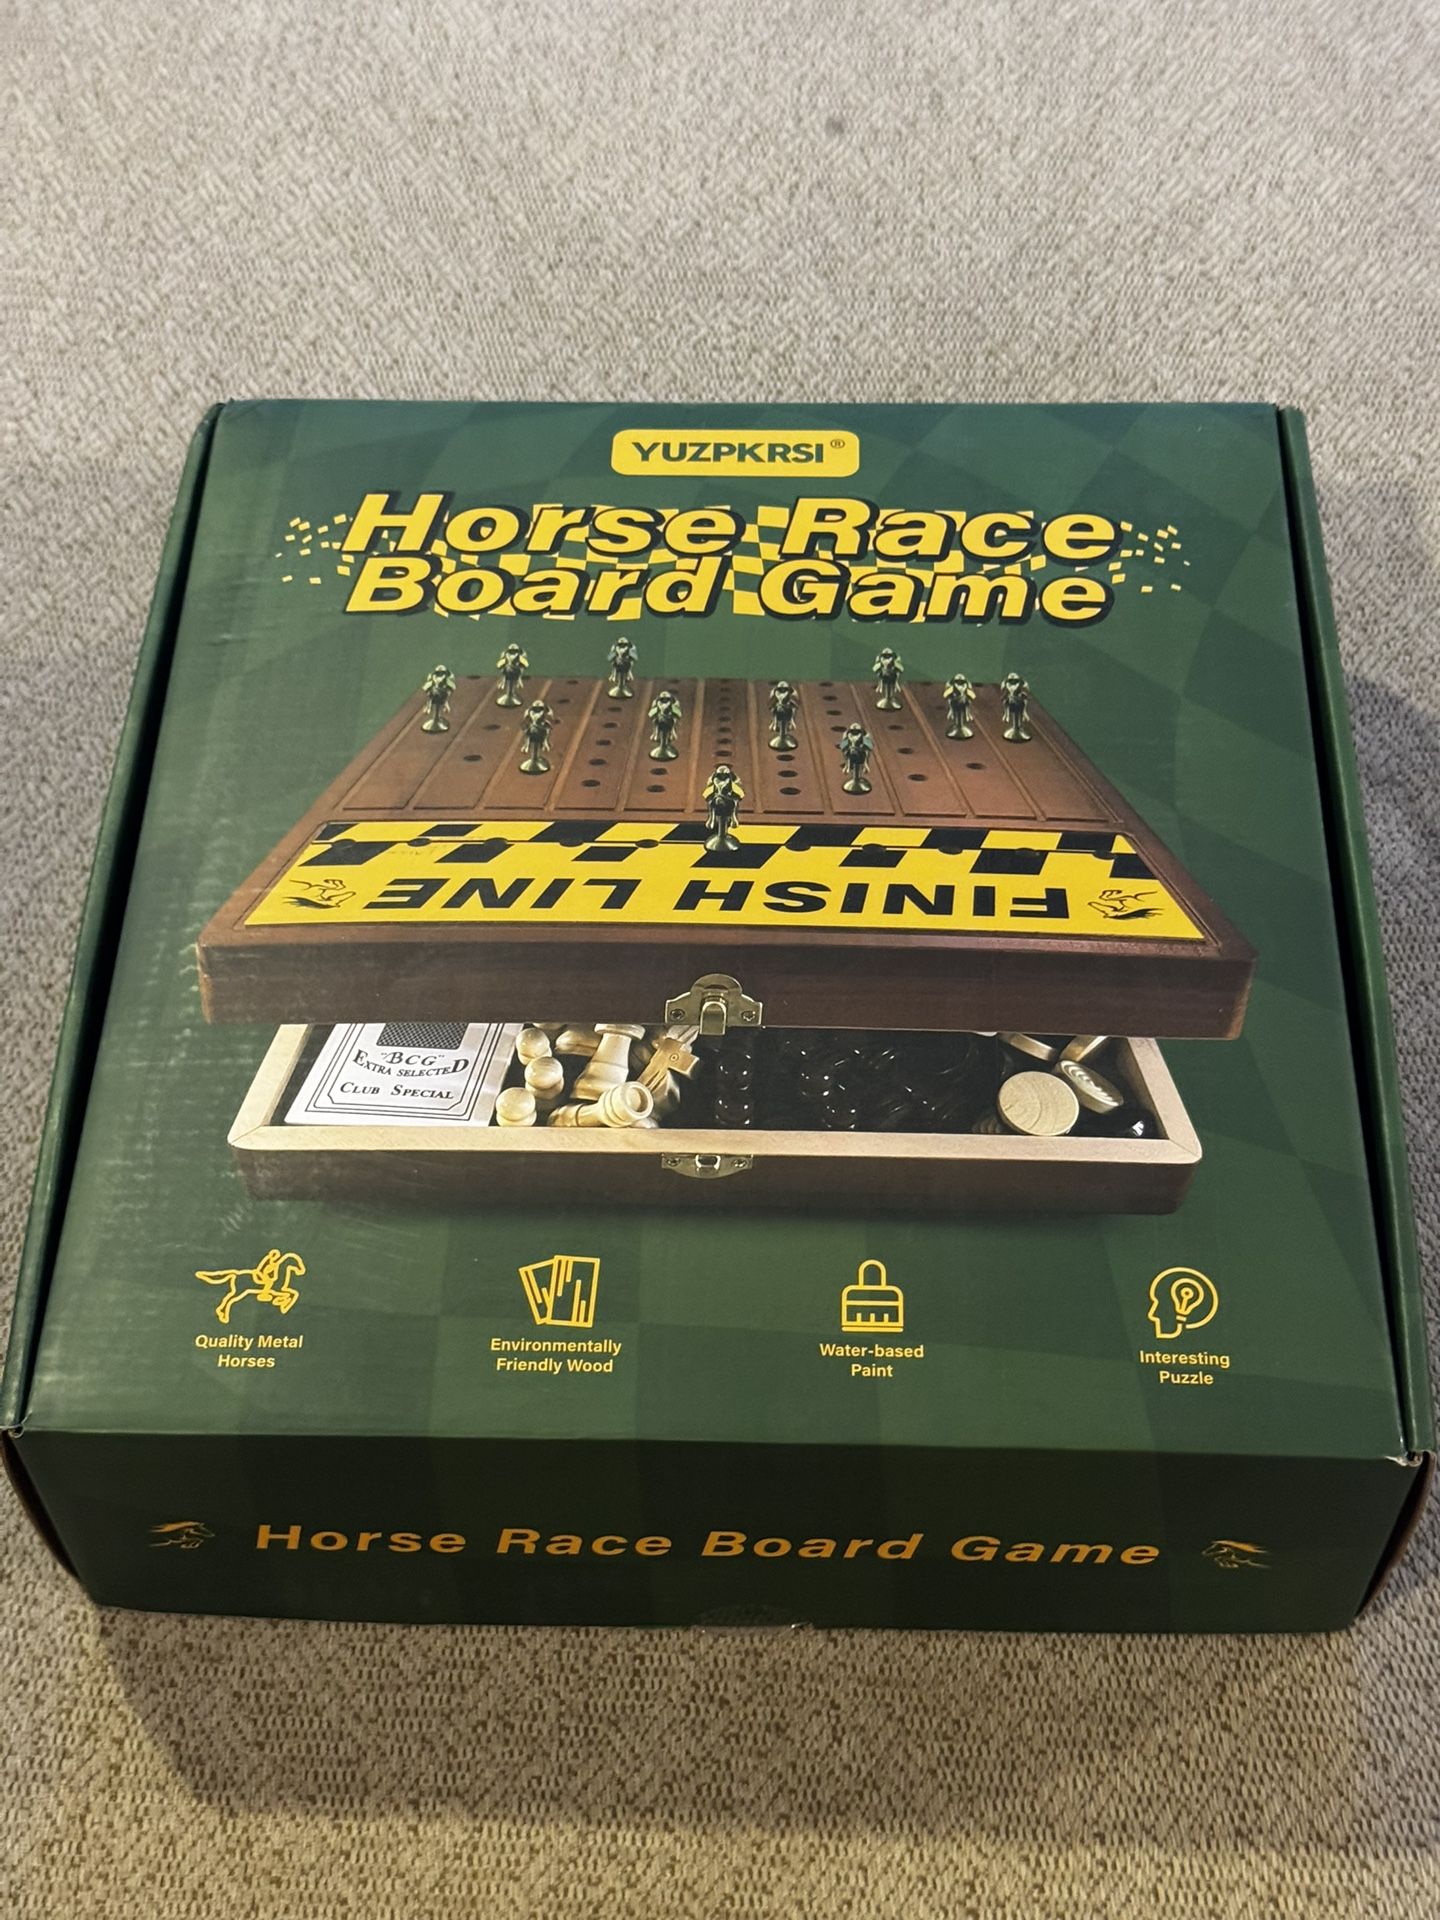 YUZPKRSI®
Horse Race
Board Game
FINISH LINE
"BCG"
EXTRA SELECTED
CLUB SPECIAL
Quality Metal
Horses
Environmentally
Friendly Wood
Water-based
Paint
Interesting
Puzzle
Horse Race Board Game